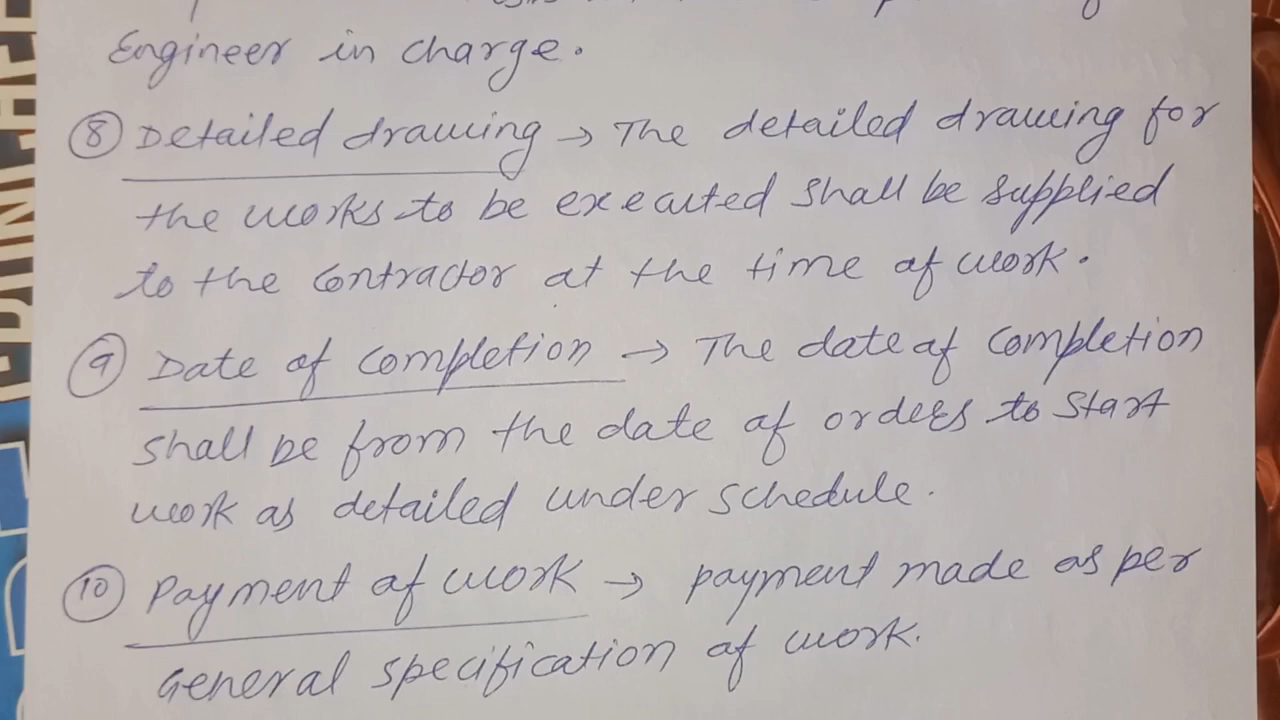 Engineer in charge.
⑧ Detailed drawing → The detailed drawing for
the works to be executed shall be supplied
to the contractor at the time of work.
⑨ Date of completion → The date of completion
shall be from the date of orders to start
work as detailed under schedule.
⑩ Payment of work → payment made as per
General specification of work.